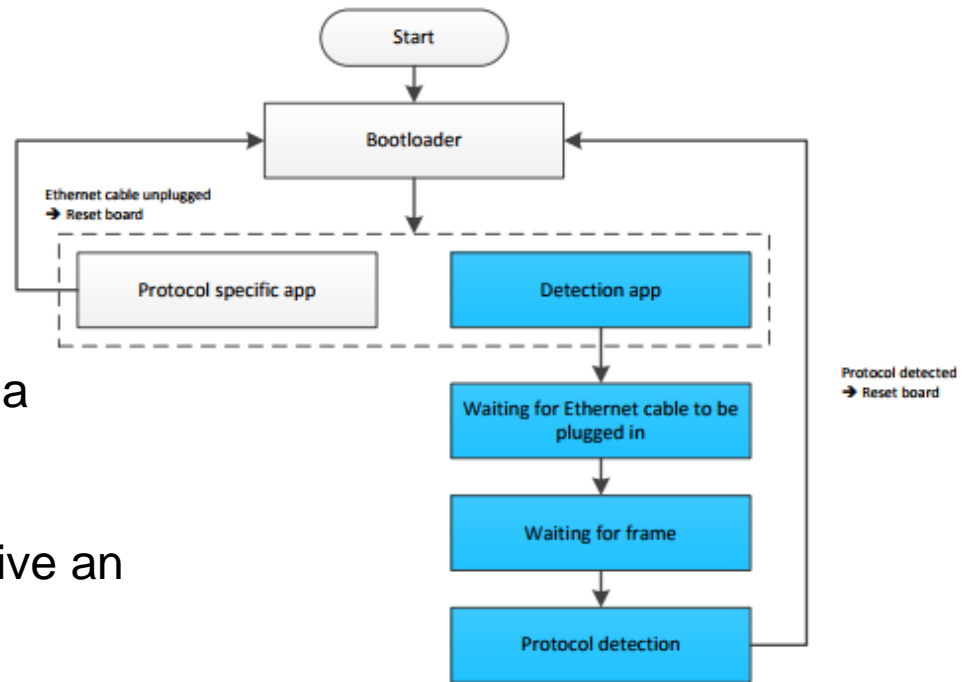 Start
Bootloader
Ethernet cable unplugged
➔ Reset board
Protocol specific app
Detection app
a
Protocol detected
➔ Reset board
Waiting for Ethernet cable to be
plugged in
Waiting for frame
ive an
Protocol detection